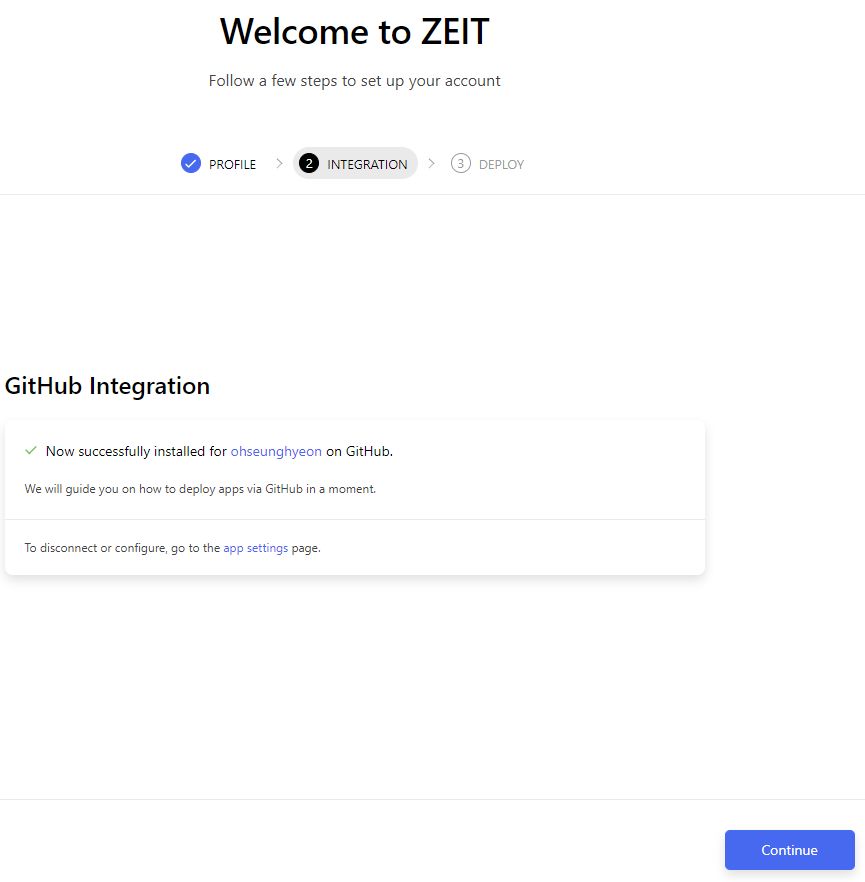 Welcome to ZEIT
Follow a few steps to set up your account
PROFILE 2 INTEGRATION 3 DEPLOY
GitHub Integration
Now successfully installed for ohseunghyeon on GitHub.
We will guide you on how to deploy apps via GitHub in a moment.
To disconnect or configure, go to the app settings page.
Continue